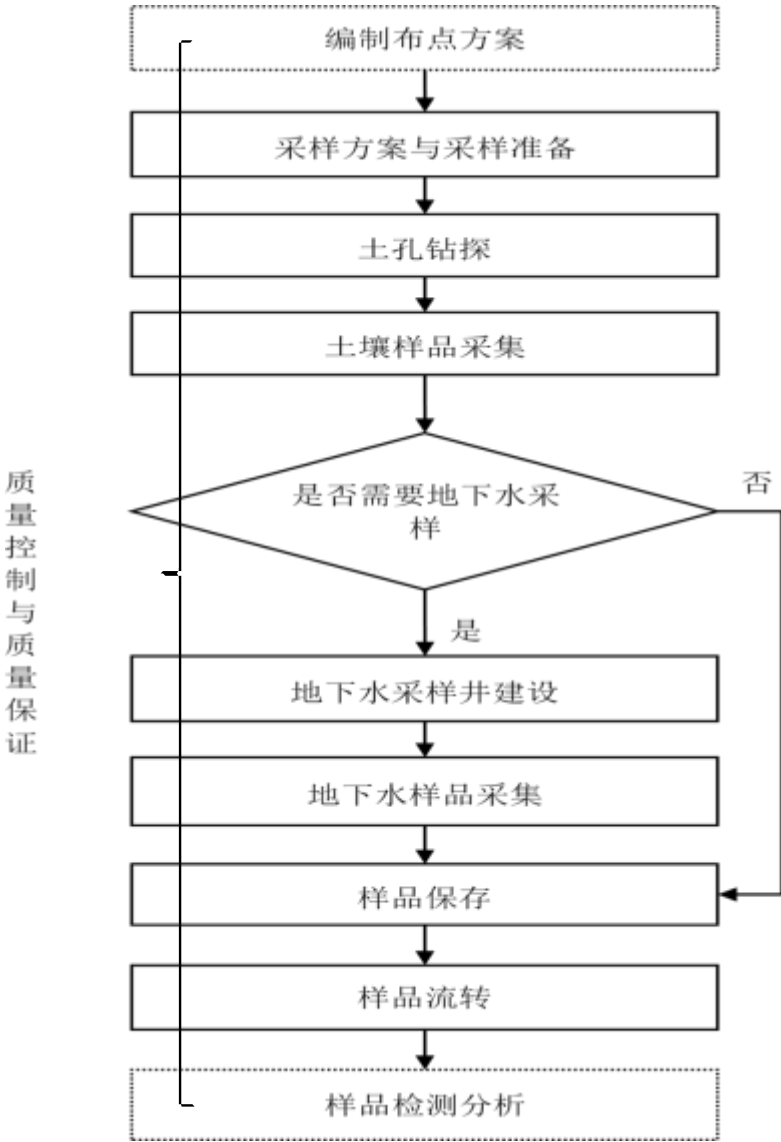 编制布点方案
采样方案与采样准备
土孔钻探
土壤样品采集
是否需要地下水采
样
否
是
地下水采样井建设
地下水样品采集
样品保存
样品流转
样品检测分析
质量控制与质量保证